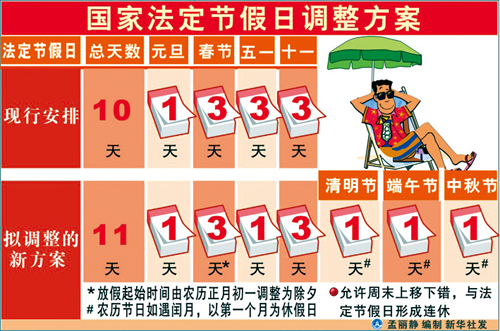 国家法定节假日调整方案
法定节假日 总天数 元旦 春节 五一 十一
现行安排 10天 1天 3天 3天 3天
清明节 端午节 中秋节
拟调整的新方案 11天 1天 3天* 1天 3天 1天 1天# 1天#
*放假起始时间由农历正月初一调整为除夕
#农历节日如遇闰月，以第一个月为休假日
●允许周末上移下错，与法
定节假日形成连休
孟丽静 编制 新华社发